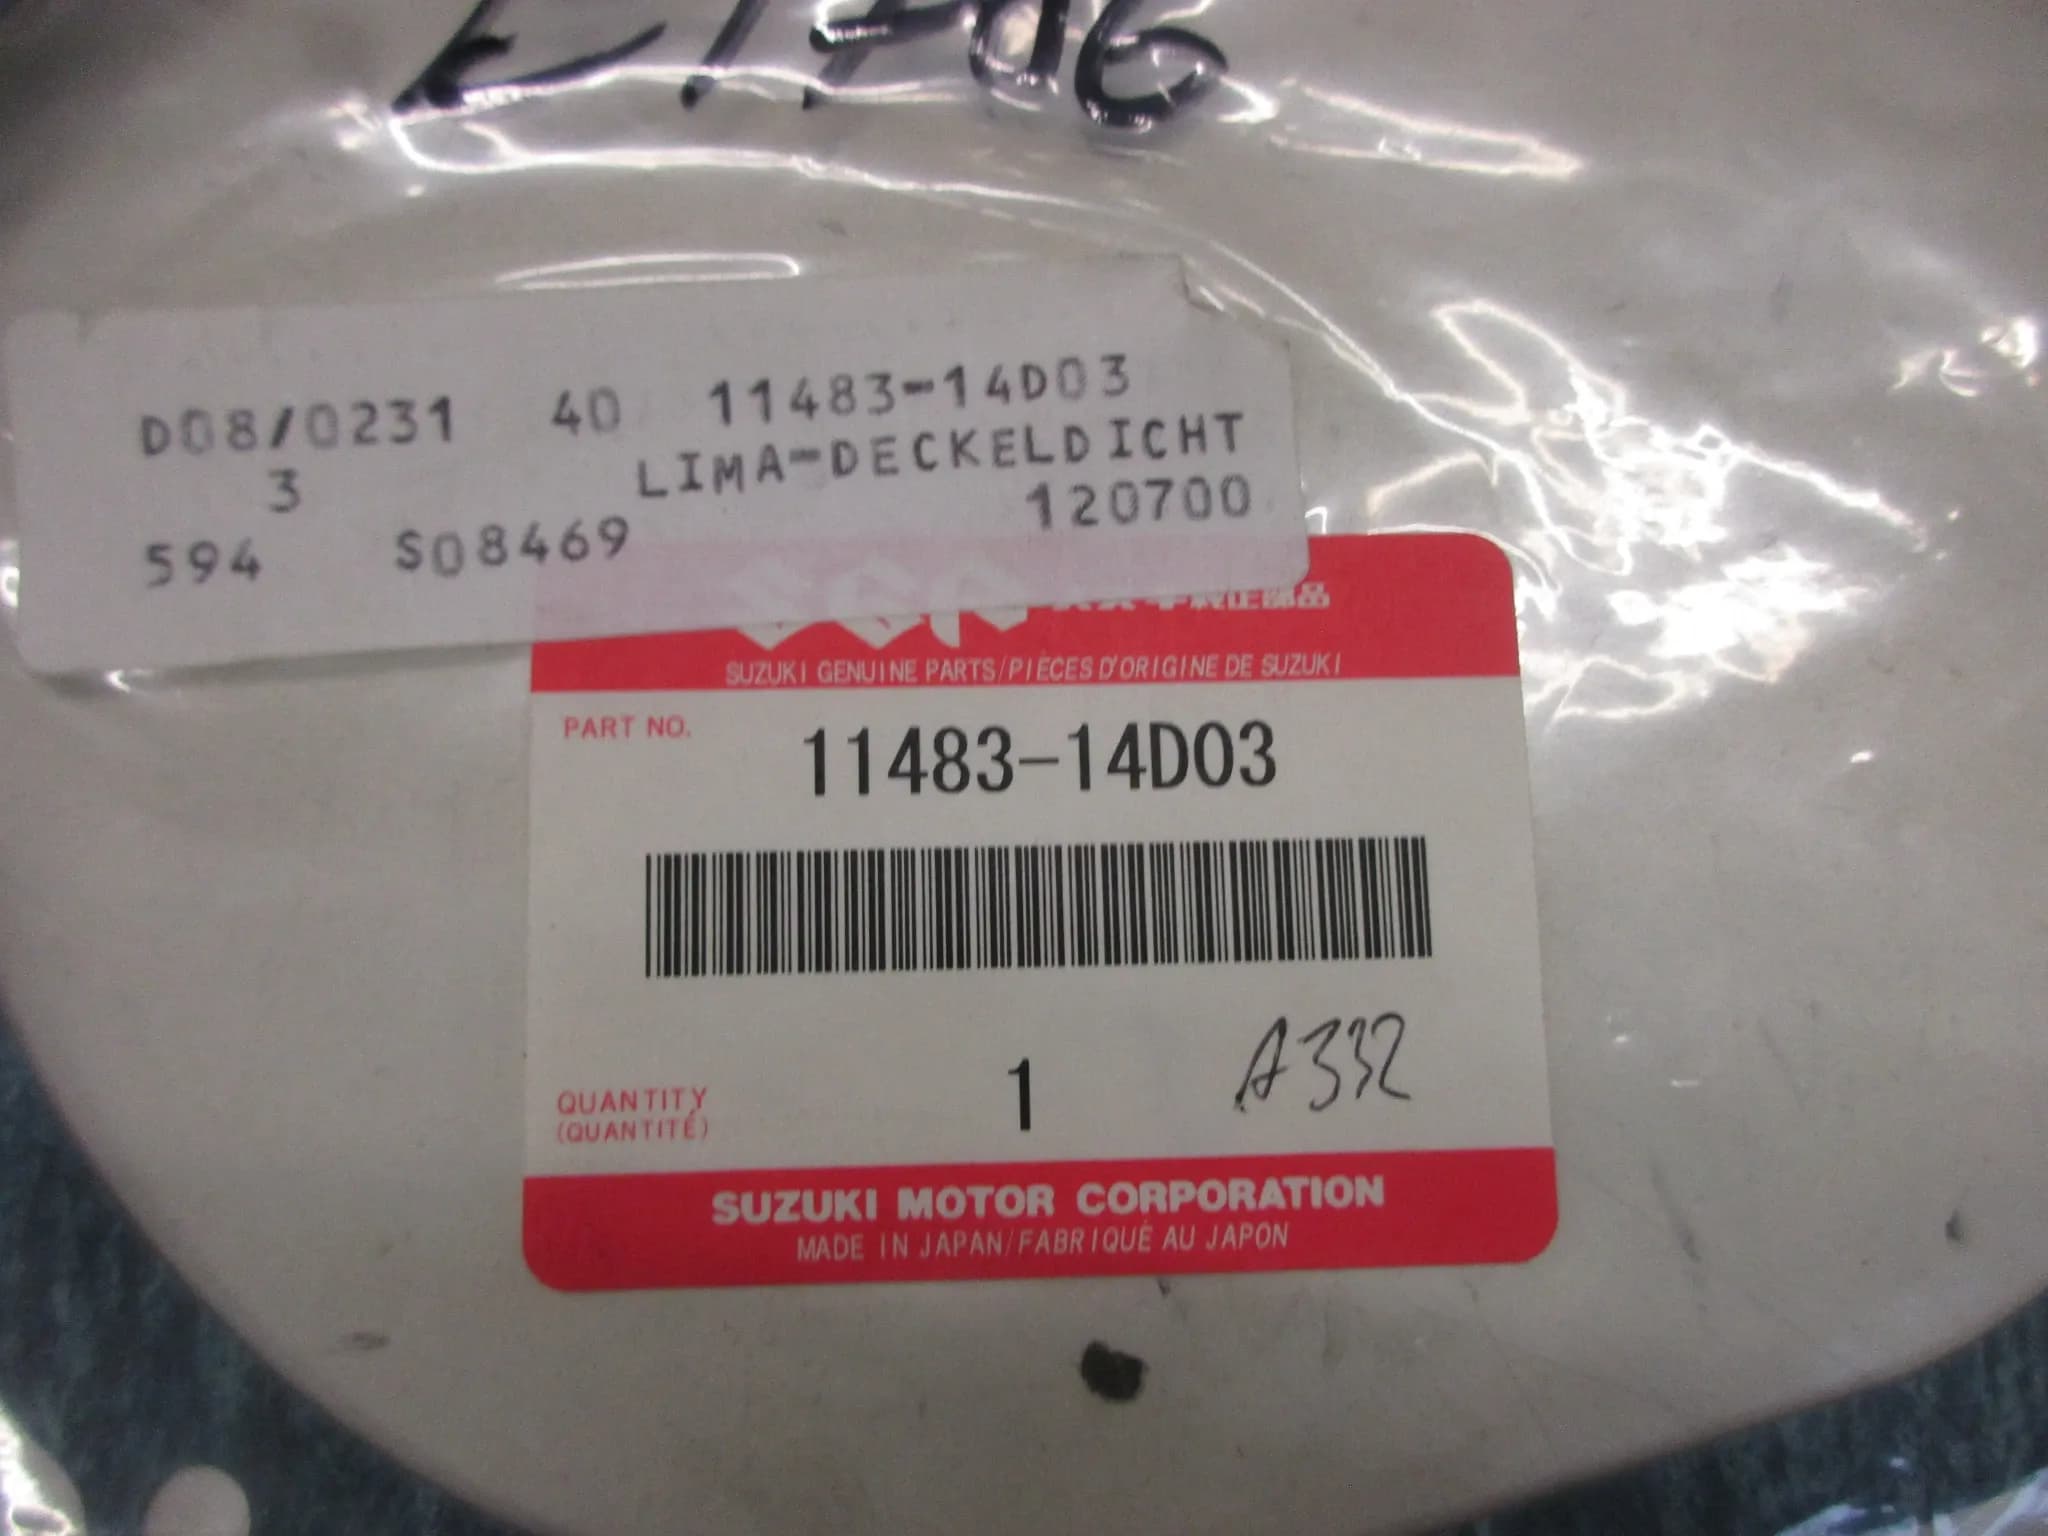 D08/0231 40 11483-14D03
3 LIMA-DECKELDICHT
594 S08469 120700
SUZUKI GENUINE PARTS/PIÈCES D'ORIGINE DE SUZUKI
PART NO. 11483-14D03
QUANTITY 1 A332
(QUANTITÉ)
SUZUKI MOTOR CORPORATION
MADE IN JAPAN/FABRIQUÉ AU JAPON